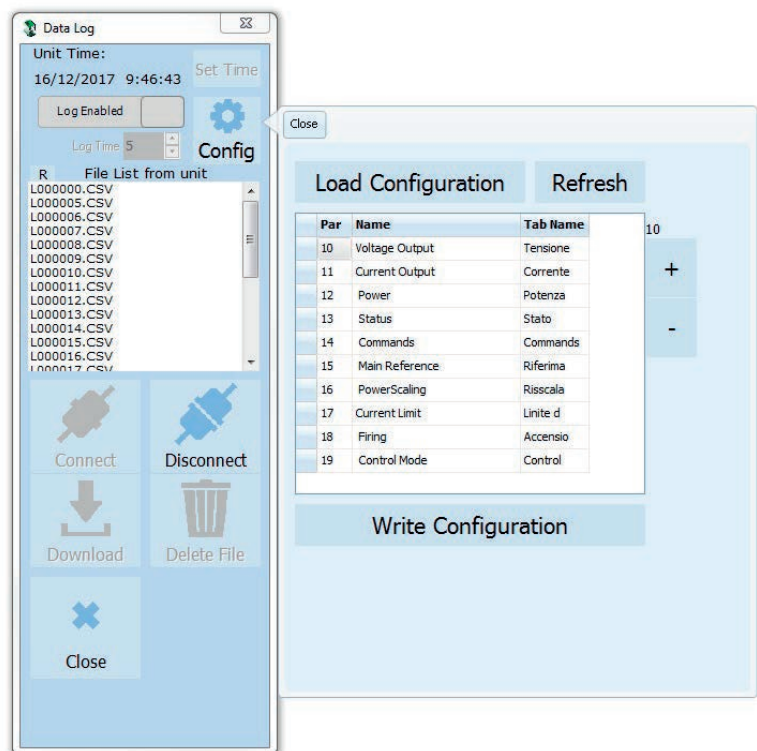 Data Log
Unit Time:
16/12/2017 9:46:43
Set Time
Log Enabled
Log Time 5
Config
R File List from unit
L000000.CSV
L000005.CSV
L000006.CSV
L000007.CSV
L000008.CSV
L000009.CSV
L000010.CSV
L000011.CSV
L000012.CSV
L000013.CSV
L000014.CSV
L000015.CSV
L000016.CSV
L000017.CSV
Connect
Disconnect
Download
Delete File
Close
Close
Load Configuration
Refresh
Par Name Tab Name
10 Voltage Output Tensione
11 Current Output Corrente
12 Power Potenza
13 Status Stato
14 Commands Commands
15 Main Reference Riferima
16 PowerScaling Risscala
17 Current Limit Linite d
18 Firing Accensio
19 Control Mode Control
10
+
-
Write Configuration